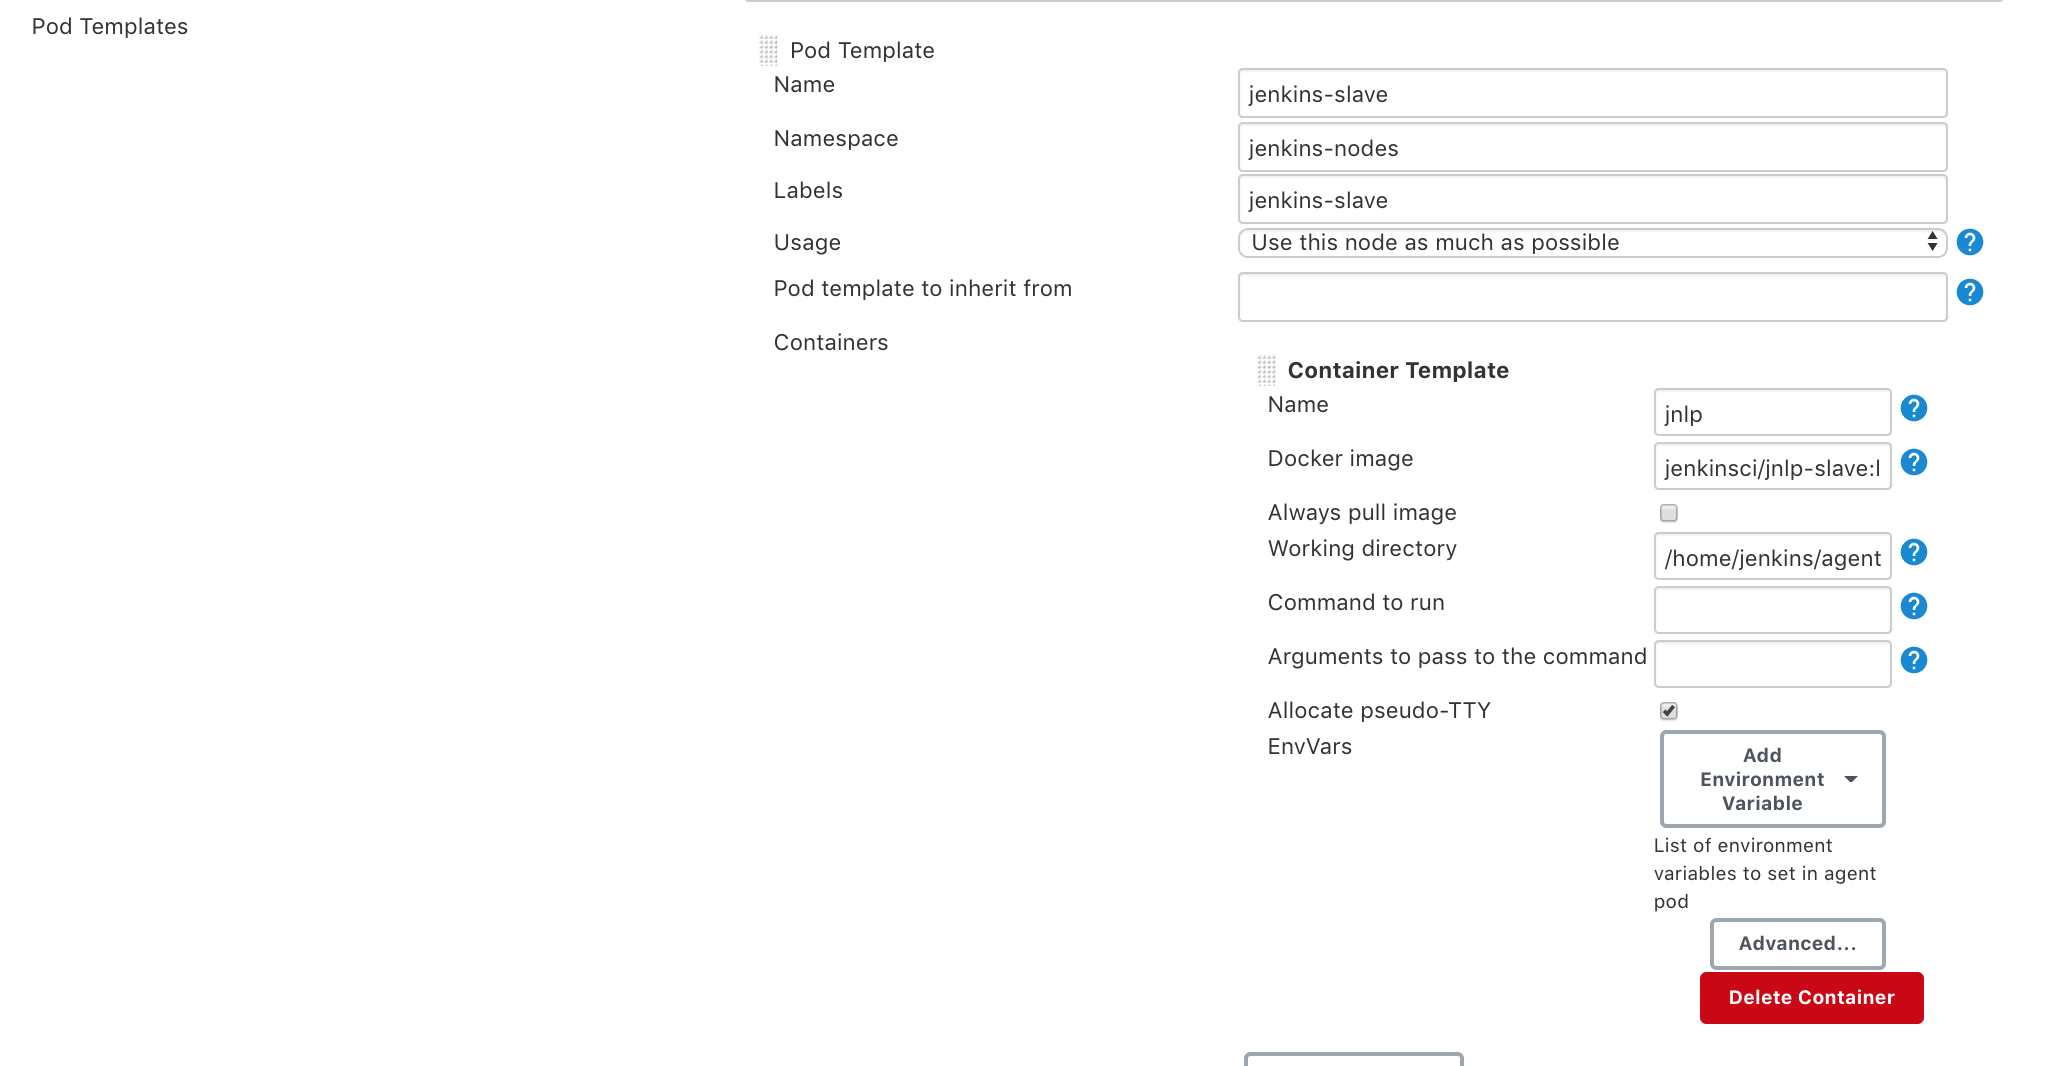 Pod Templates
Pod Template
Name
jenkins-slave
Namespace
jenkins-nodes
Labels
jenkins-slave
Usage
Use this node as much as possible
?
Pod template to inherit from
?
Containers
Container Template
Name
jnlp
?
Docker image
jenkinsci/jnlp-slave:l
?
Always pull image
Working directory
/home/jenkins/agent
?
Command to run
?
Arguments to pass to the command
?
Allocate pseudo-TTY
EnvVars
Add
Environment
Variable
List of environment
variables to set in agent
pod
Advanced...
Delete Container